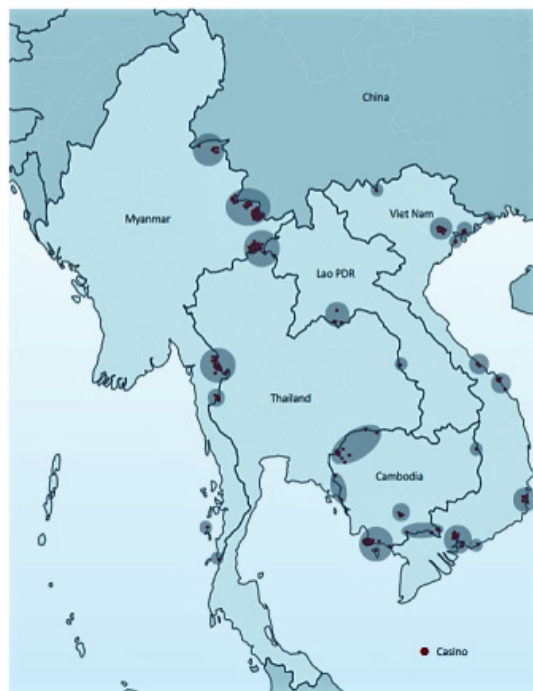 China
Myanmar
Viet Nam
Lao PDR
Thailand
Cambodia
Casino